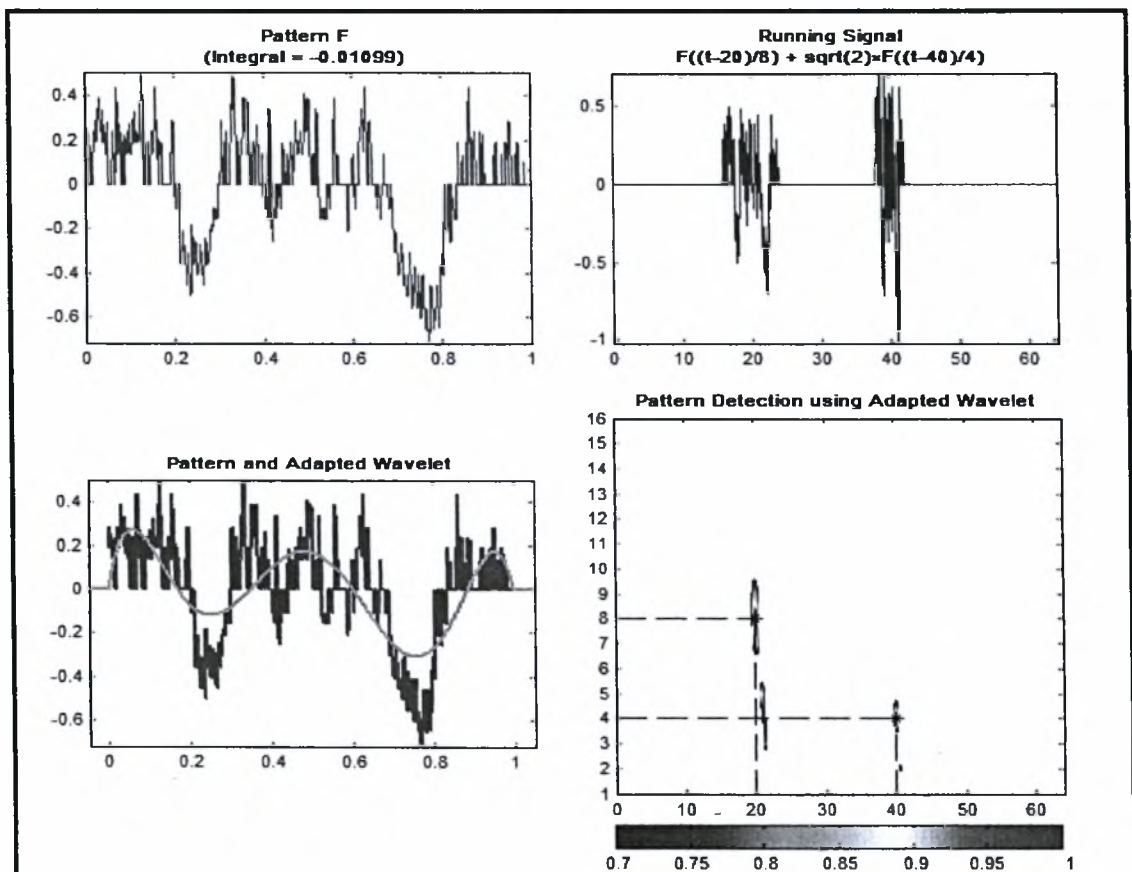 Pattern F
(Integral = -0.01099)
0.4
0.2
0
-0.2
-0.4
-0.6
0 0.2 0.4 0.6 0.8 1
Running Signal
F((t-20)/8) + sqrt(2)*F((t-40)/4)
0.5
0
-0.5
-1
0 10 20 30 40 50 60
Pattern and Adapted Wavelet
0.4
0.2
0
-0.2
-0.4
-0.6
0 0.2 0.4 0.6 0.8 1
Pattern Detection using Adapted Wavelet
16
15
14
13
12
11
10
9
8
7
6
5
4
3
2
1
0 10 20 30 40 50 60
0.7 0.75 0.8 0.85 0.9 0.95 1